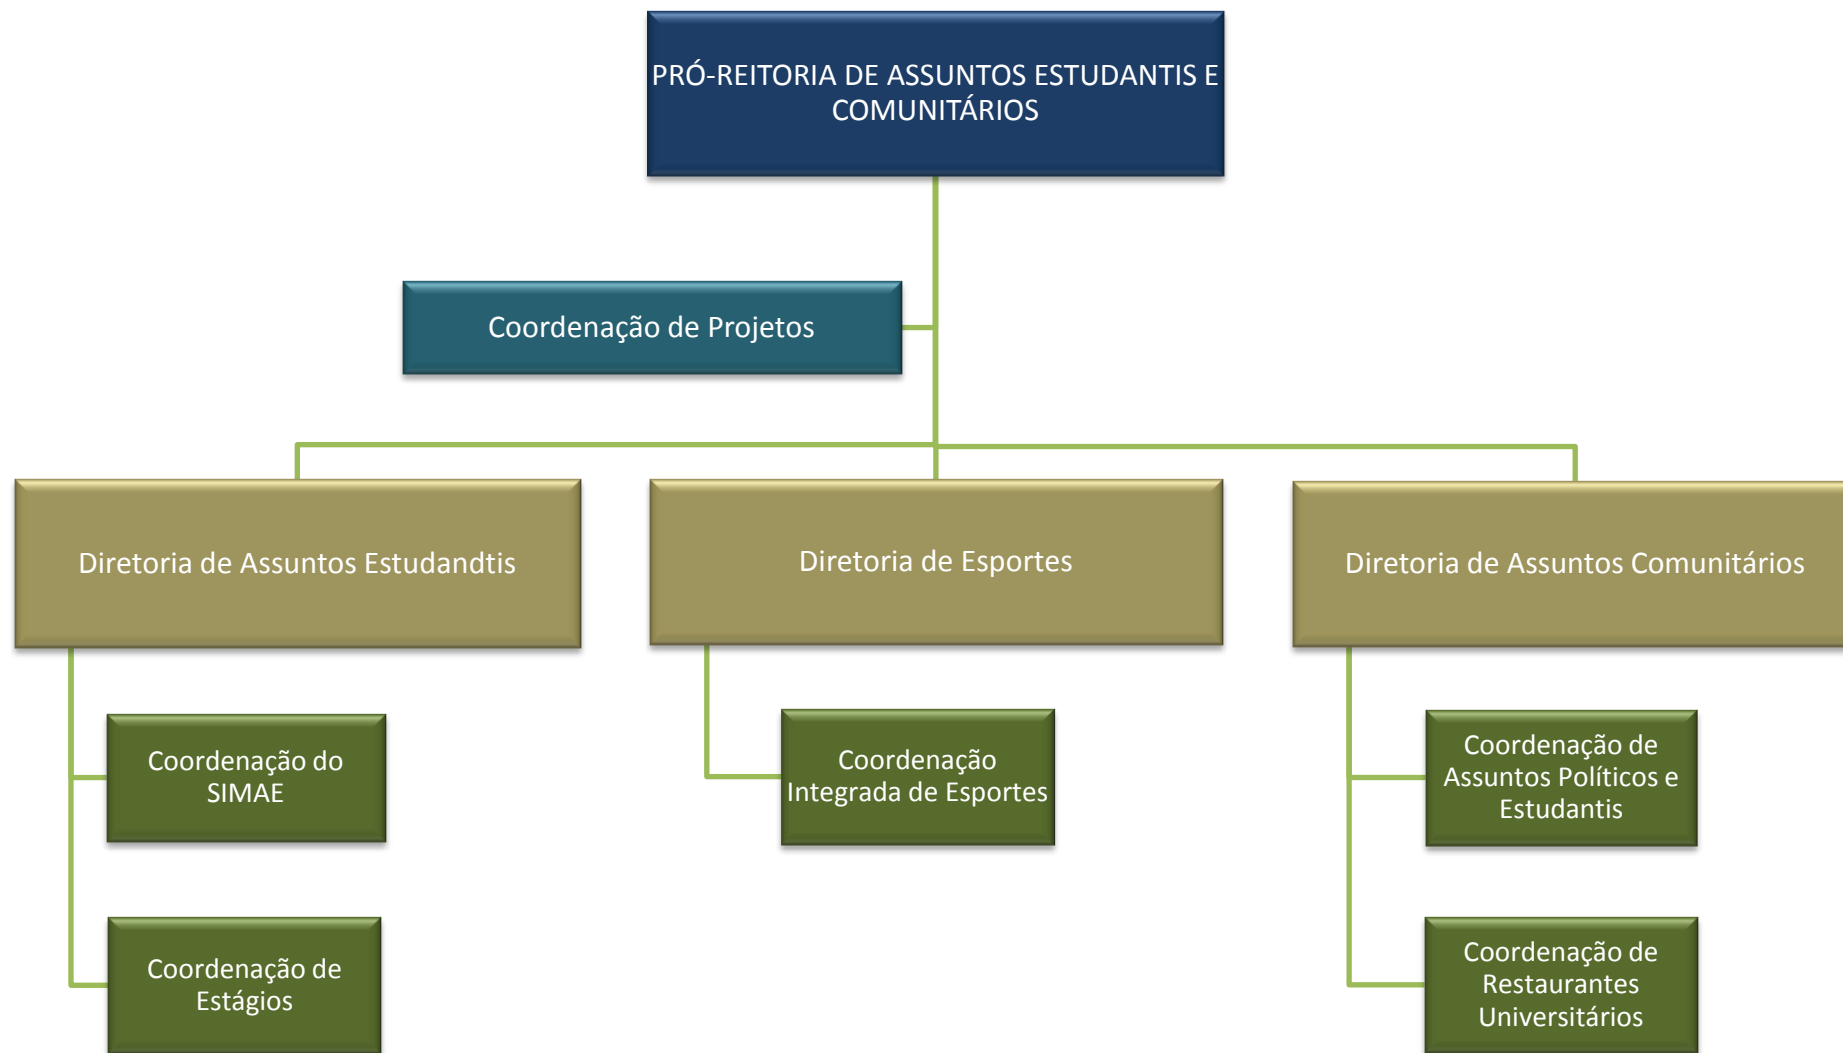 PRÓ-REITORIA DE ASSUNTOS ESTUDANTIS E
COMUNITÁRIOS
Coordenação de Projetos
Diretoria de Assuntos Estudandtis
Diretoria de Esportes
Diretoria de Assuntos Comunitários
Coordenação do
SIMAE
Coordenação
Integrada de Esportes
Coordenação de
Assuntos Políticos e
Estudantis
Coordenação de
Estágios
Coordenação de
Restaurantes
Universitários